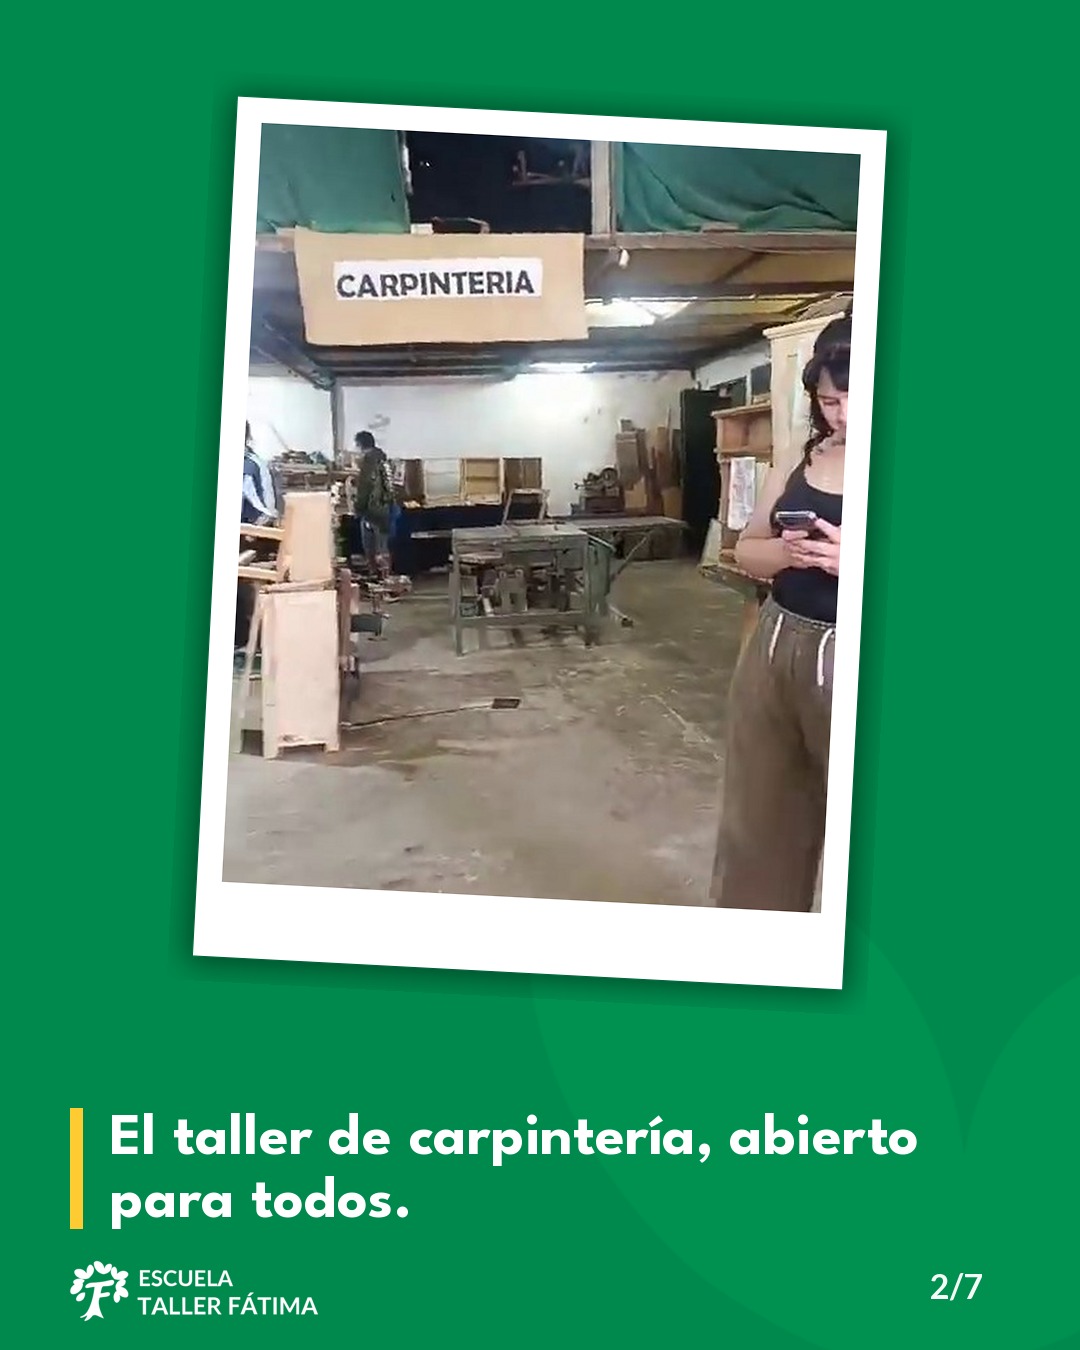 CARPINTERIA
El taller de carpintería, abierto
para todos.
ESCUELA
TALLER FÁTIMA
2/7